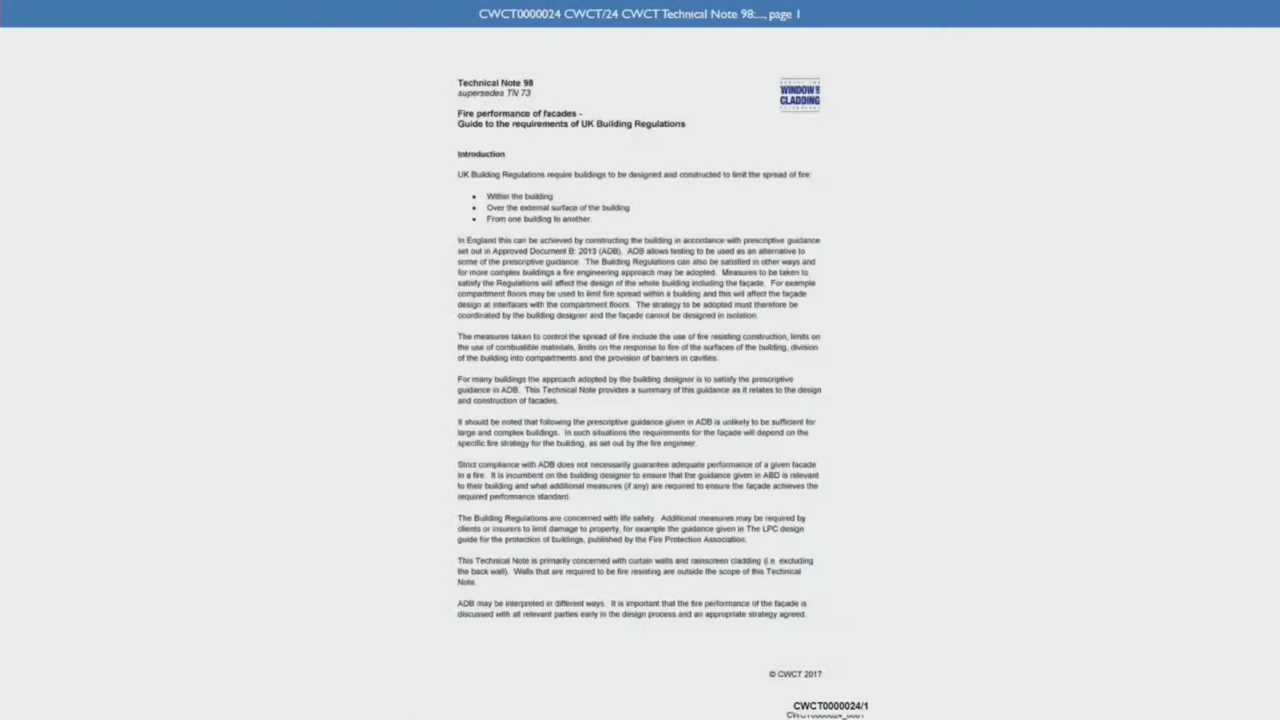 CWCT0000024 CWCT/24 CWCT Technical Note 98:..., page 1
Technical Note 98
supersedes TN 73
WINDOW &
CLADDING
Fire performance of facades -
Guide to the requirements of UK Building Regulations
Introduction
UK Building Regulations require buildings to be designed and constructed to limit the spread of fire:
• Within the building
• Over the external surface of the building
• From one building to another.
In England this can be achieved by constructing the building in accordance with prescriptive guidance
set out in Approved Document B: 2013 (ADB). ADB allows testing to be used as an alternative to
some of the prescriptive guidance. The Building Regulations can also be satisfied in other ways and
for more complex buildings a fire engineering approach may be adopted. Measures to be taken to
satisfy the Regulations will affect the design of the whole building including the façade. For example
compartment floors may be used to limit fire spread within a building and this will affect the façade
design at interfaces with the compartment floors. The strategy to be adopted must therefore be
coordinated by the building designer and the façade cannot be designed in isolation.
The measures taken to control the spread of fire include the use of fire resisting construction, limits on
the use of combustible materials, limits on the response to fire of the surfaces of the building, division
of the building into compartments and the provision of barriers in cavities.
For many buildings the approach adopted by the building designer is to satisfy the prescriptive
guidance in ADB. This Technical Note provides a summary of this guidance as it relates to the design
and construction of facades.
It should be noted that following the prescriptive guidance given in ADB is unlikely to be sufficient for
large and complex buildings. In such situations the requirements for the façade will depend on the
specific fire strategy for the building, as set out by the fire engineer.
Strict compliance with ADB does not necessarily guarantee adequate performance of a given facade
in a fire. It is incumbent on the building designer to ensure that the guidance given in ABD is relevant
to their building and what additional measures (if any) are required to ensure the façade achieves the
required performance standard.
The Building Regulations are concerned with life safety. Additional measures may be required by
clients or insurers to limit damage to property, for example the guidance given in The LPC design
guide for the protection of buildings, published by the Fire Protection Association.
This Technical Note is primarily concerned with curtain walls and rainscreen cladding (i.e. excluding
the back wall). Walls that are required to be fire resisting are outside the scope of this Technical
Note.
ADB may be interpreted in different ways. It is important that the fire performance of the façade is
discussed with all relevant parties early in the design process and an appropriate strategy agreed.
© CWCT 2017
CWCT0000024/1
CWCT0000024_0001